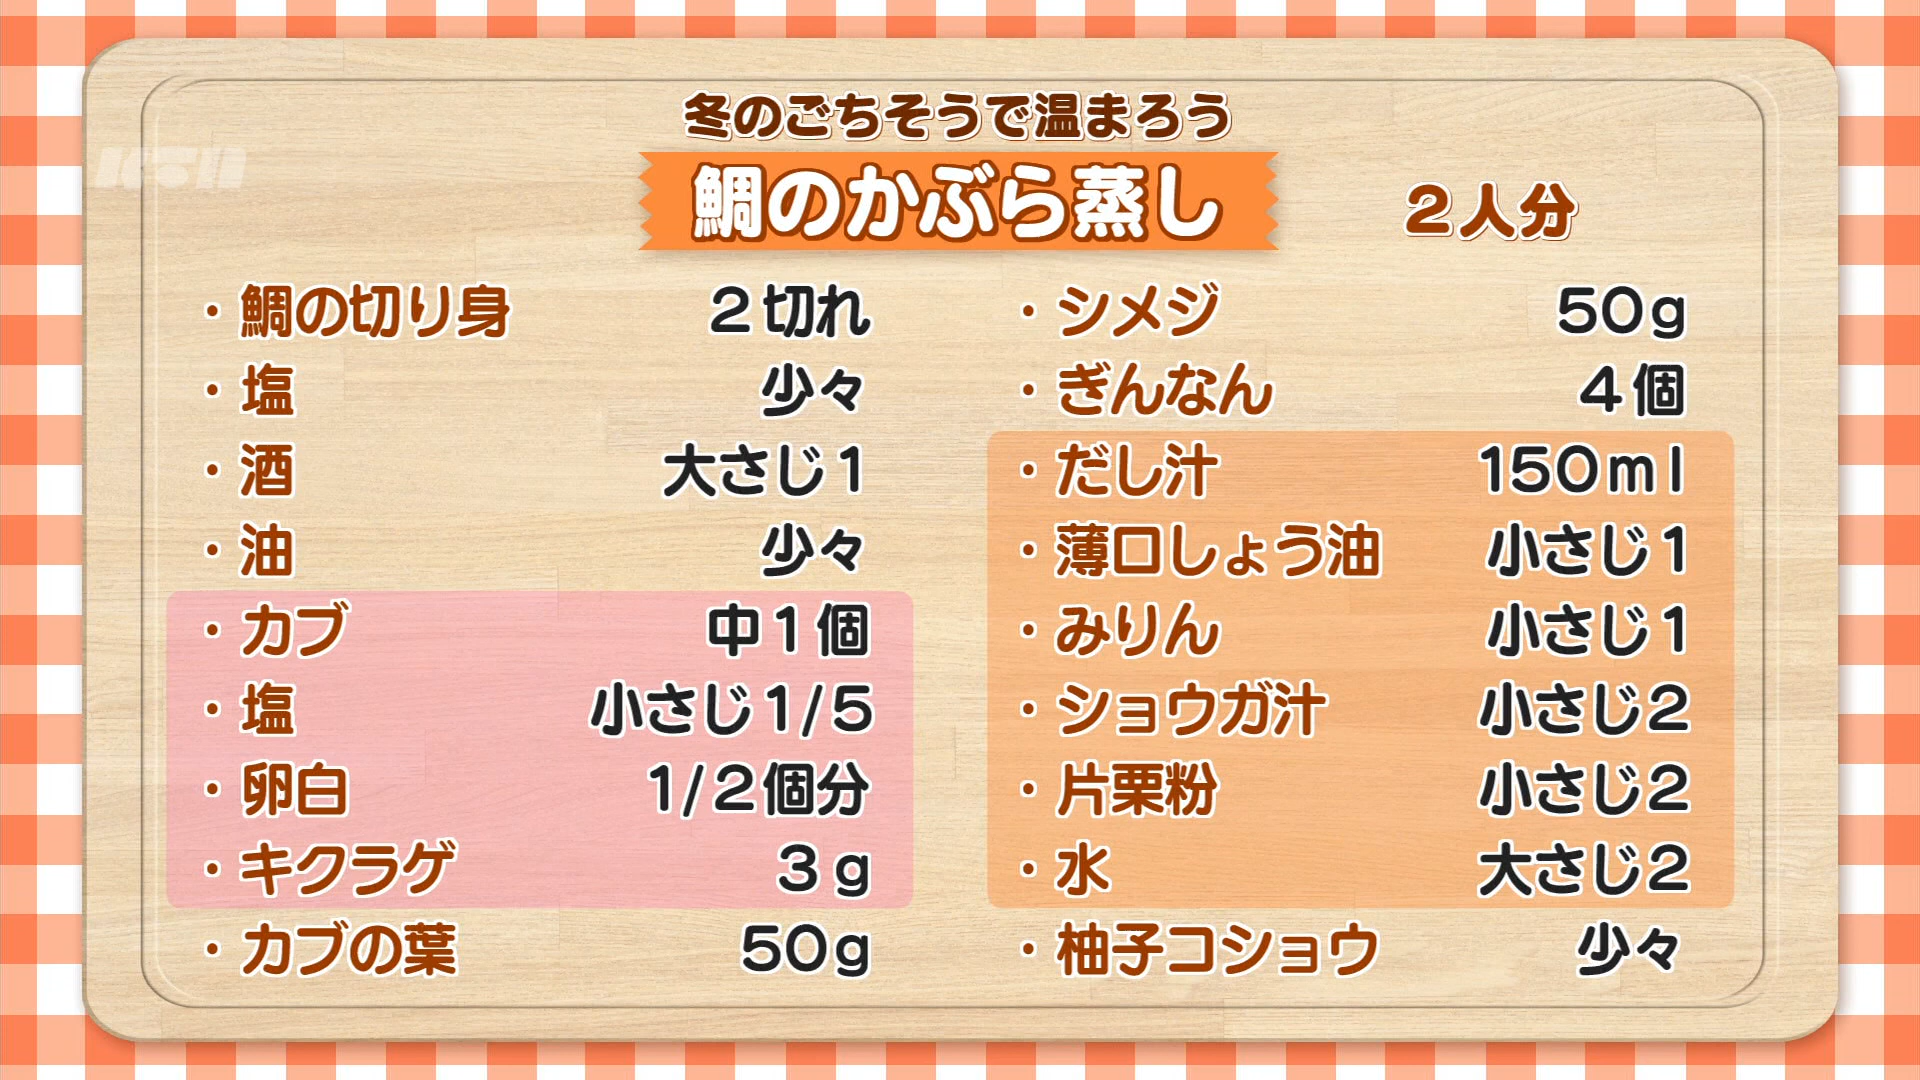 冬のごちそうで温まろう
鯛のかぶら蒸し
２人分
・鯛の切り身 ２切れ
・塩 少々
・酒 大さじ１
・油 少々
・カブ 中１個
・塩 小さじ１/５
・卵白 １/２個分
・キクラゲ ３ｇ
・カブの葉 ５０ｇ
・シメジ ５０ｇ
・ぎんなん ４個
・だし汁 １５０ｍｌ
・薄口しょう油 小さじ１
・みりん 小さじ１
・ショウガ汁 小さじ２
・片栗粉 小さじ２
・水 大さじ２
・柚子コショウ 少々